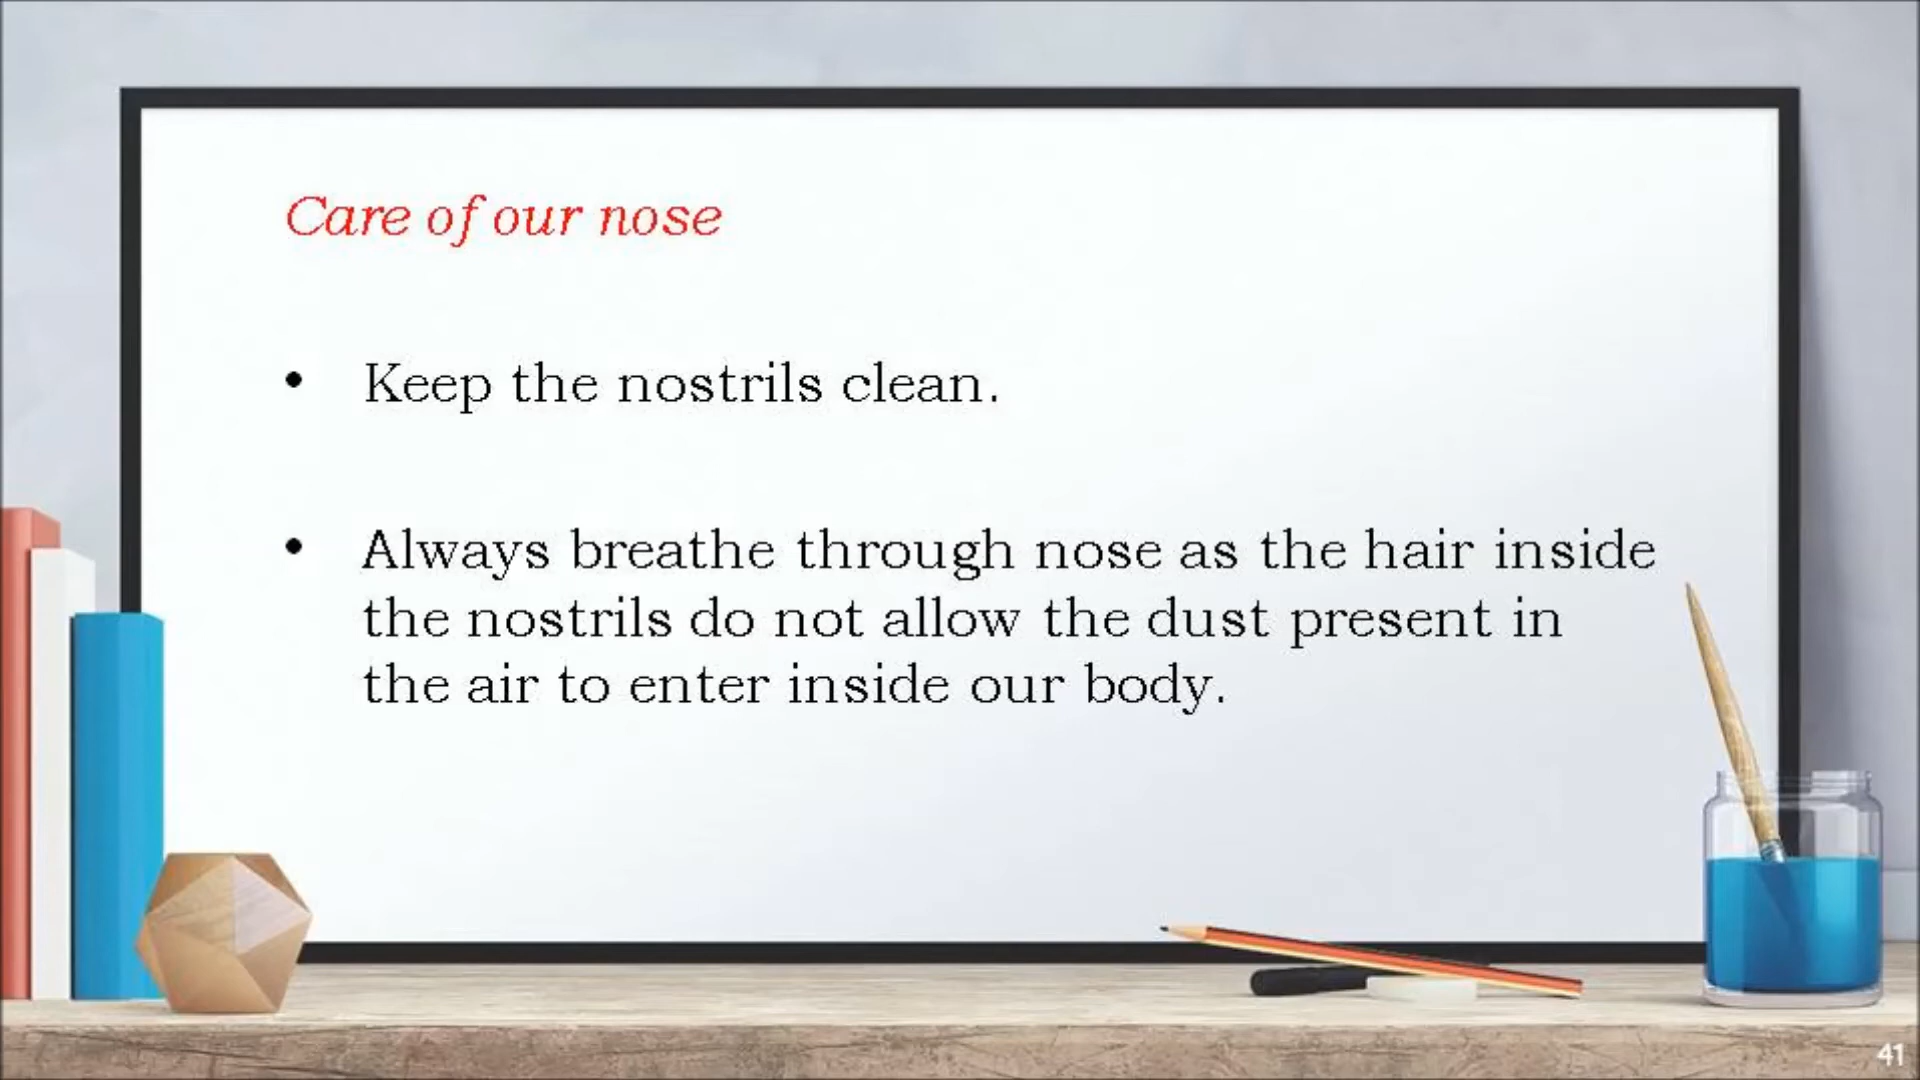 Care of our nose
• Keep the nostrils clean.
• Always breathe through nose as the hair inside
the nostrils do not allow the dust present in
the air to enter inside our body.
41